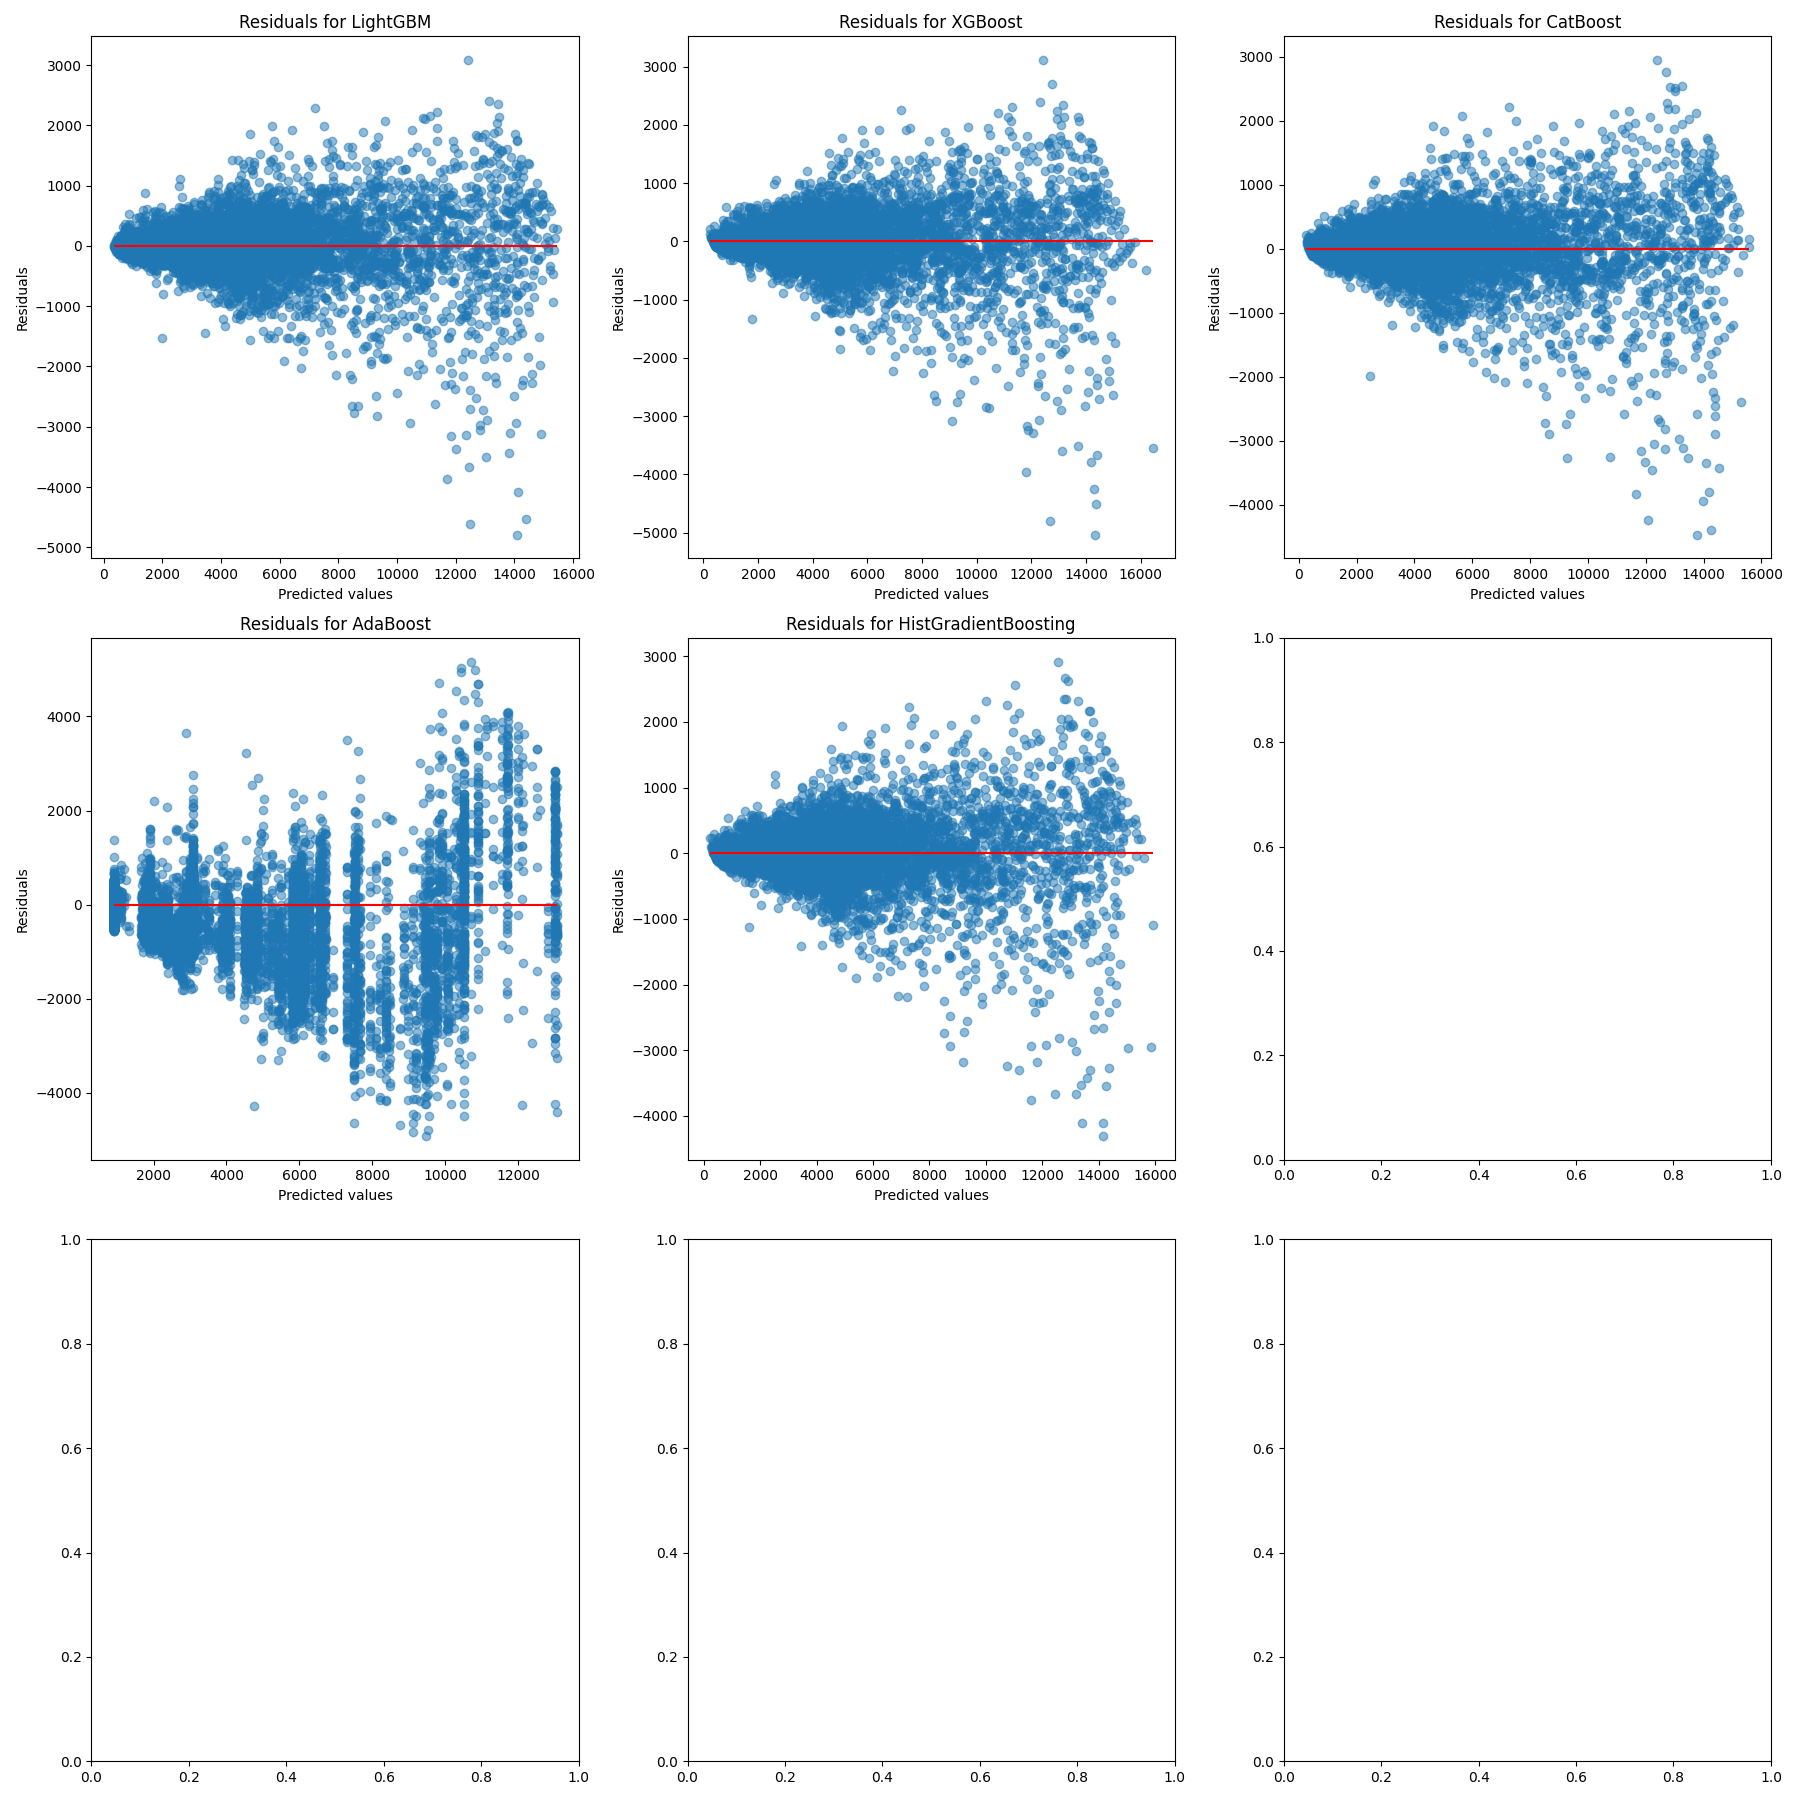 Residuals for LightGBM
3000
2000
1000
0
−1000
−2000
−3000
−4000
−5000
Residuals
0 2000 4000 6000 8000 10000 12000 14000 16000
Predicted values
Residuals for XGBoost
3000
2000
1000
0
−1000
−2000
−3000
−4000
−5000
Residuals
0 2000 4000 6000 8000 10000 12000 14000 16000
Predicted values
Residuals for CatBoost
3000
2000
1000
0
−1000
−2000
−3000
−4000
Residuals
0 2000 4000 6000 8000 10000 12000 14000 16000
Predicted values
Residuals for AdaBoost
4000
2000
0
−2000
−4000
Residuals
2000 4000 6000 8000 10000 12000
Predicted values
Residuals for HistGradientBoosting
3000
2000
1000
0
−1000
−2000
−3000
−4000
Residuals
0 2000 4000 6000 8000 10000 12000 14000 16000
Predicted values
1.0
0.8
0.6
0.4
0.2
0.0
0.0 0.2 0.4 0.6 0.8 1.0
1.0
0.8
0.6
0.4
0.2
0.0
0.0 0.2 0.4 0.6 0.8 1.0
1.0
0.8
0.6
0.4
0.2
0.0
0.0 0.2 0.4 0.6 0.8 1.0
1.0
0.8
0.6
0.4
0.2
0.0
0.0 0.2 0.4 0.6 0.8 1.0